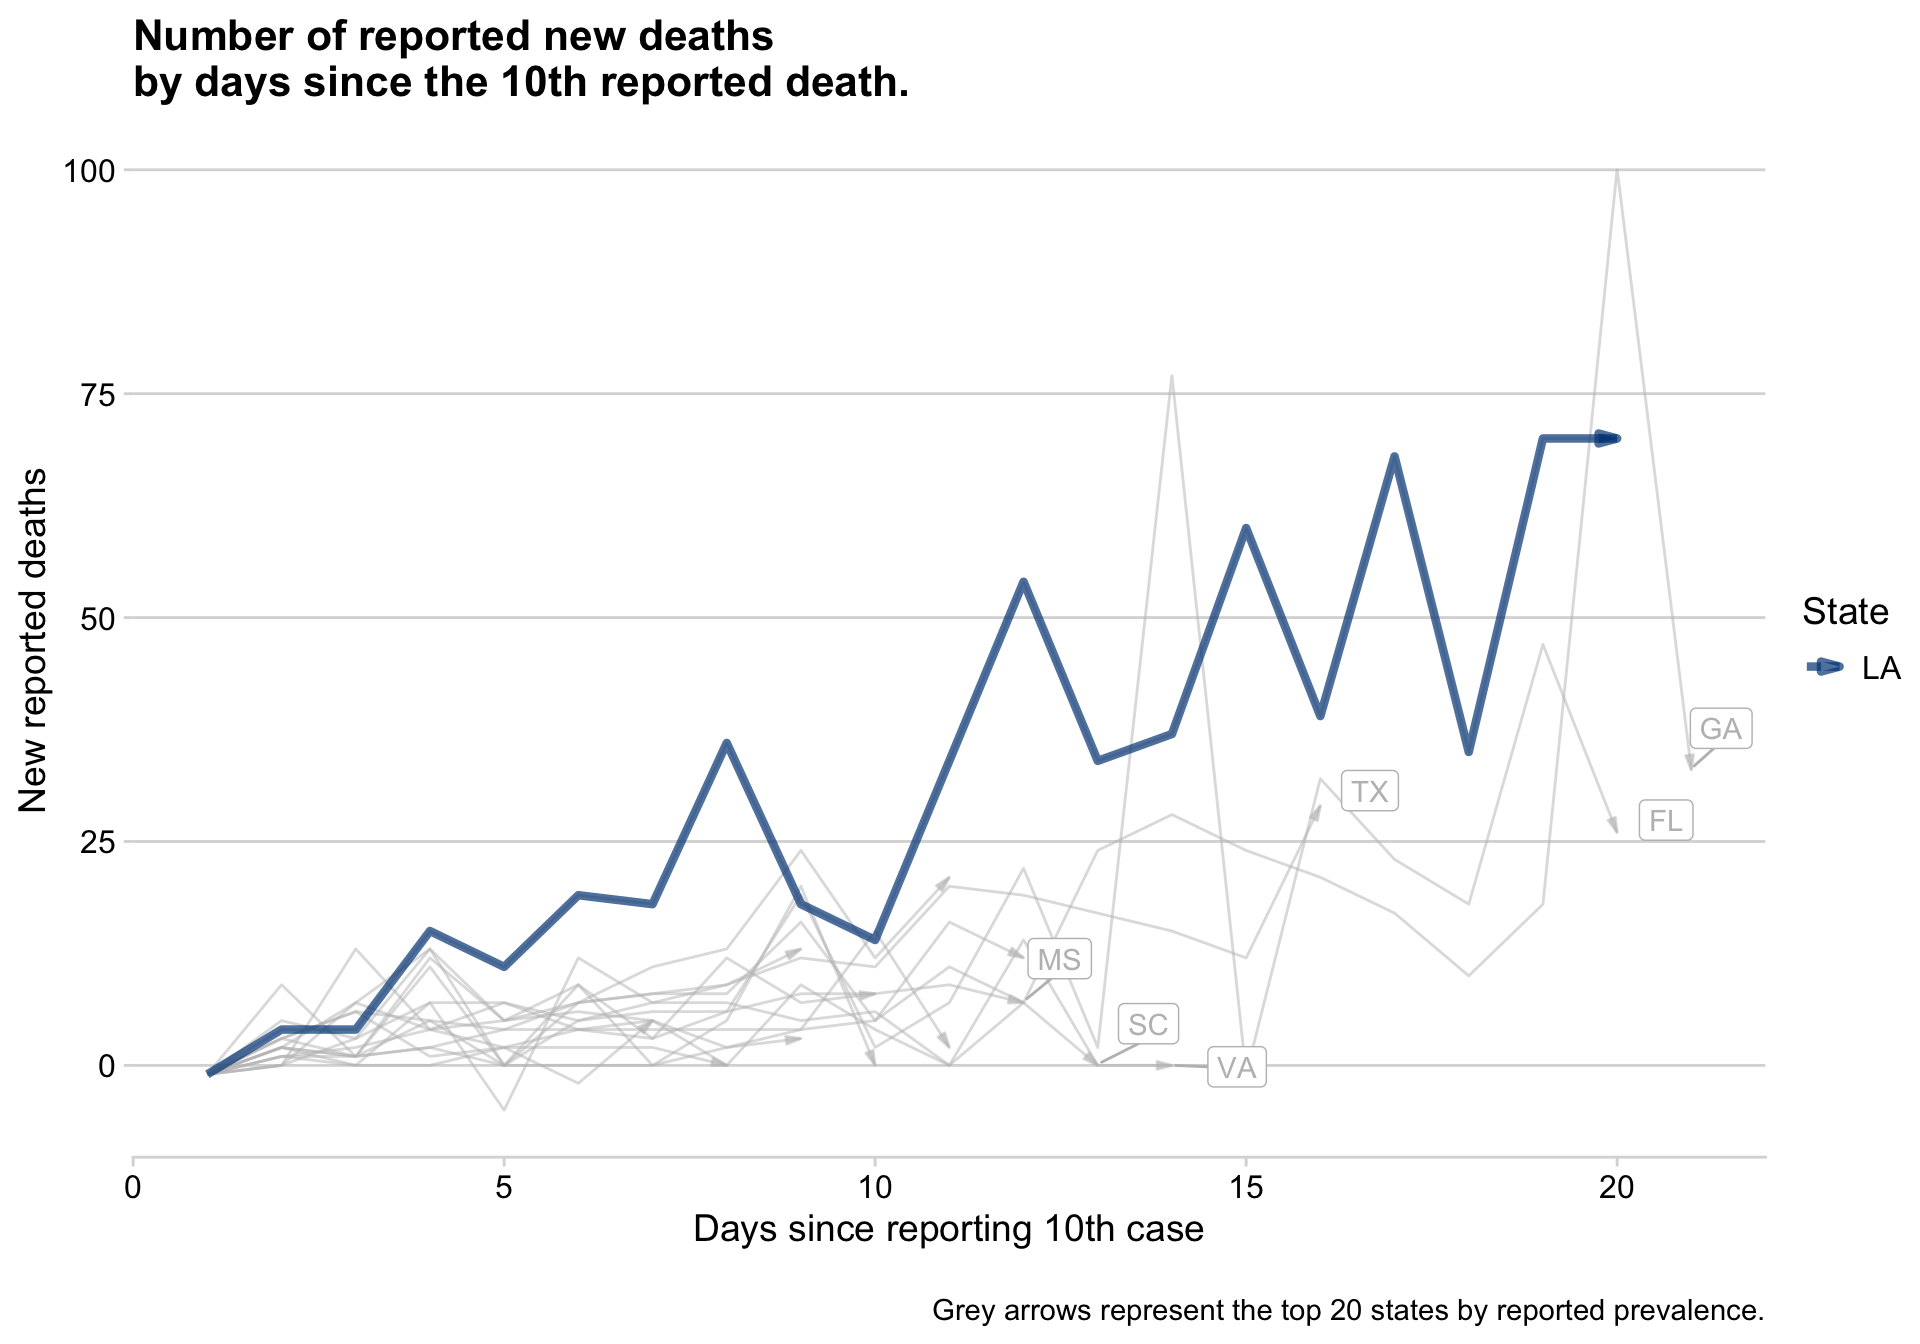 Number of reported new deaths
by days since the 10th reported death.
100
75
50
25
0
New reported deaths
0
5
10
15
20
Days since reporting 10th case
GA
TX
FL
MS
SC
VA
State
LA
Grey arrows represent the top 20 states by reported prevalence.